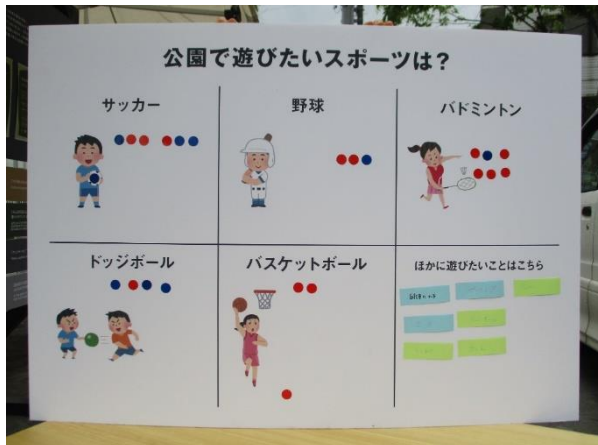 公園で遊びたいスポーツは？
サッカー
野球
バドミントン
ドッジボール
バスケットボール
ほかに遊びたいことはこちら